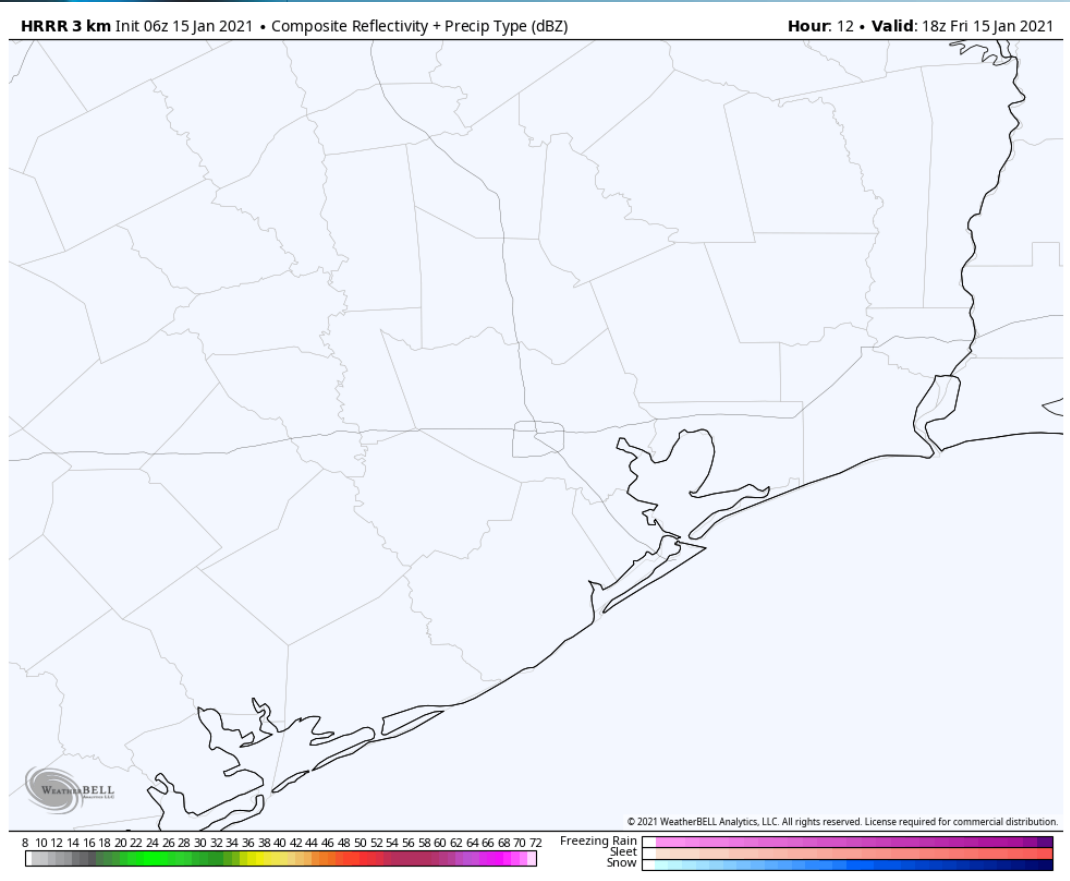 HRRR 3 km Init 06z 15 Jan 2021 • Composite Reflectivity + Precip Type (dBZ) Hour: 12 • Valid: 18z Fri 15 Jan 2021
WEATHERBELL
Analytics LLC
© 2021 WeatherBELL Analytics, LLC. All rights reserved. License required for commercial distribution.
8 10 12 14 16 18 20 22 24 26 28 30 32 34 36 38 40 42 44 46 48 50 52 54 56 58 60 62 64 66 68 70 72
Freezing Rain
Sleet
Snow